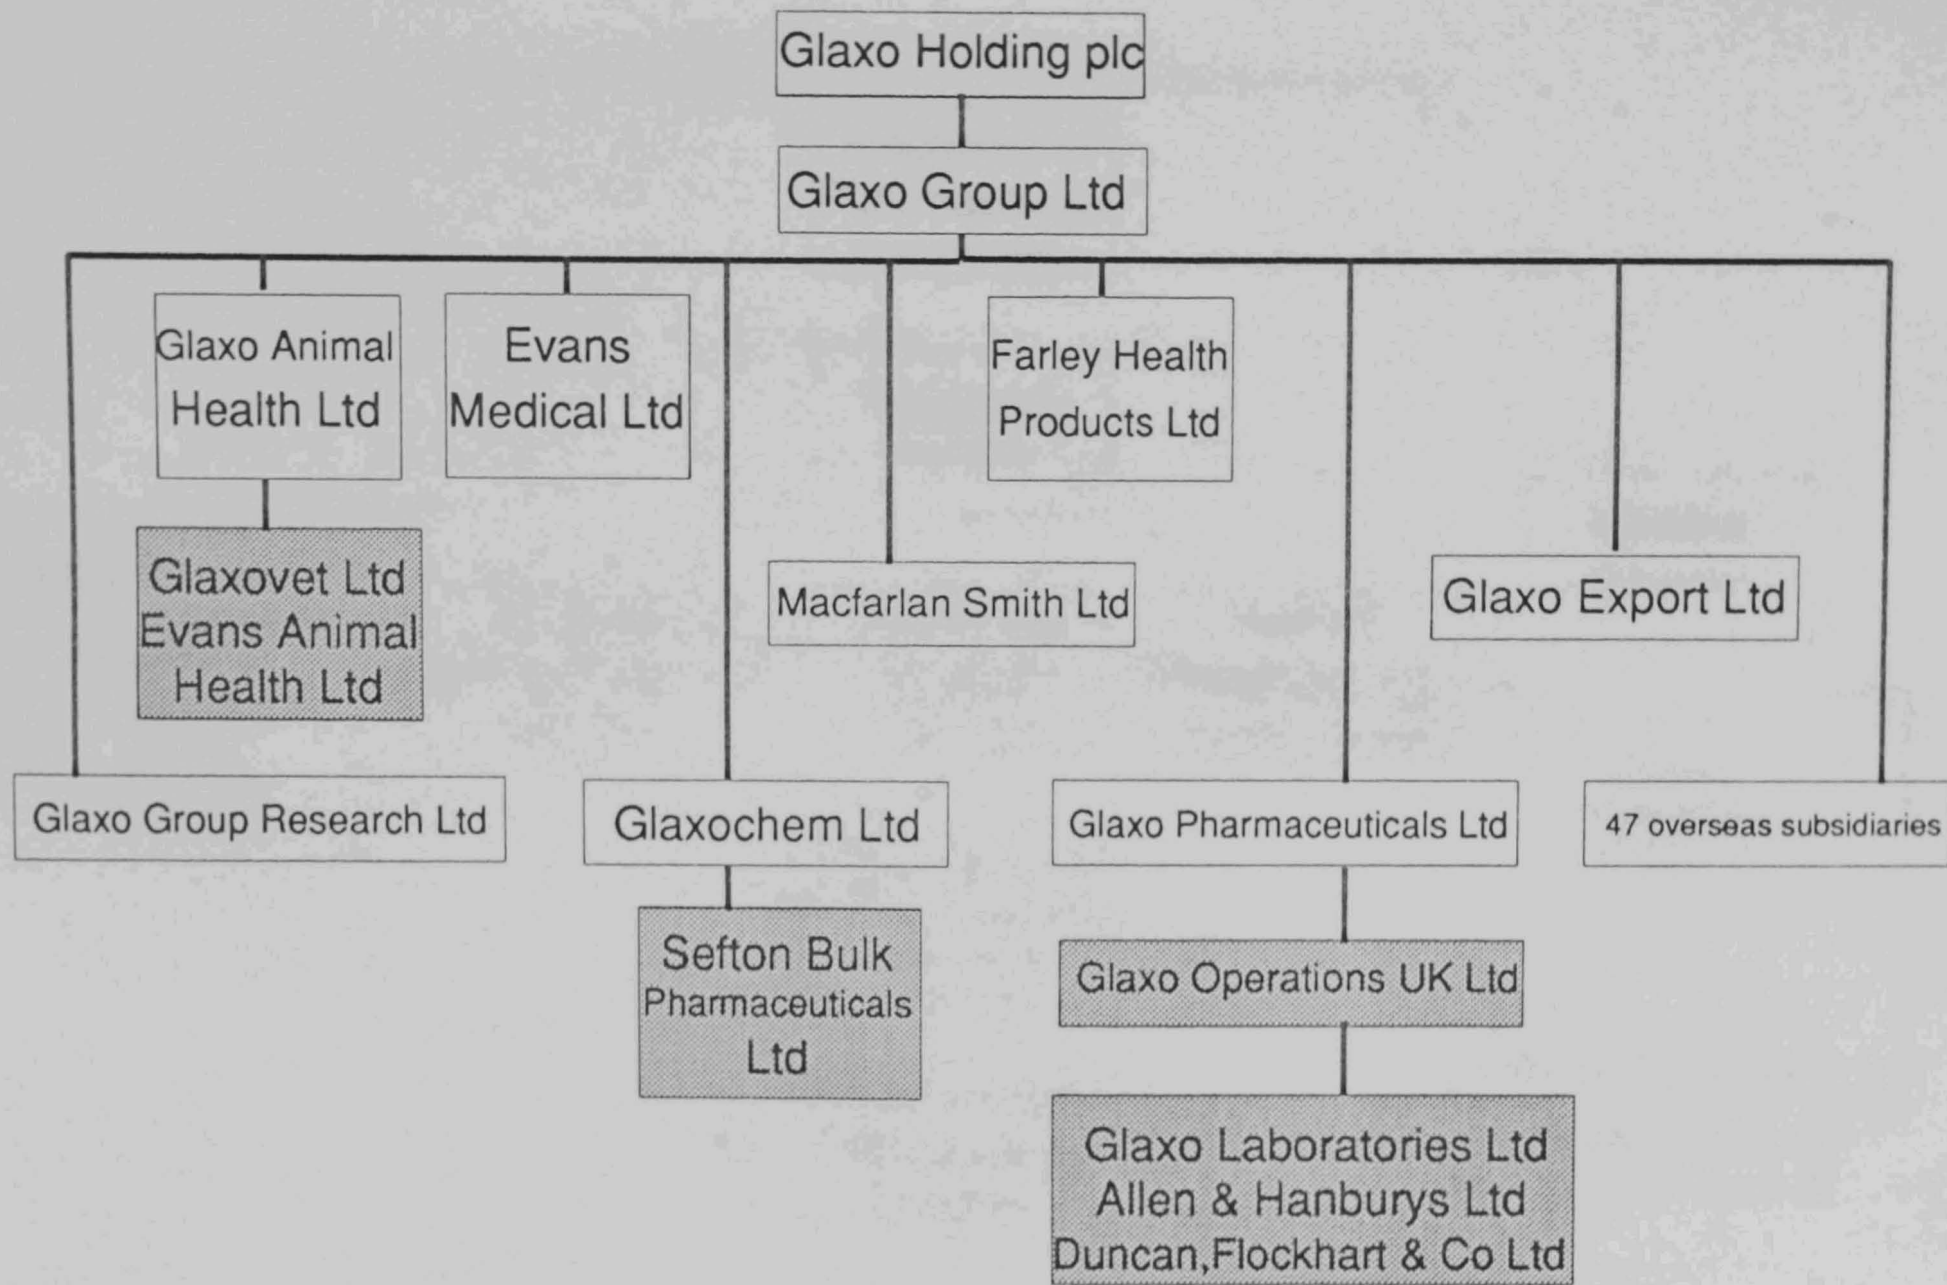 Glaxo Holding plc
Glaxo Group Ltd
Glaxo Animal
Health Ltd
Evans
Medical Ltd
Farley Health
Products Ltd
Glaxovet Ltd
Evans Animal
Health Ltd
Macfarlan Smith Ltd
Glaxo Export Ltd
Glaxo Group Research Ltd
Glaxochem Ltd
Glaxo Pharmaceuticals Ltd
47 overseas subsidiaries
Sefton Bulk
Pharmaceuticals
Ltd
Glaxo Operations UK Ltd
Glaxo Laboratories Ltd
Allen & Hanburys Ltd
Duncan,Flockhart & Co Ltd